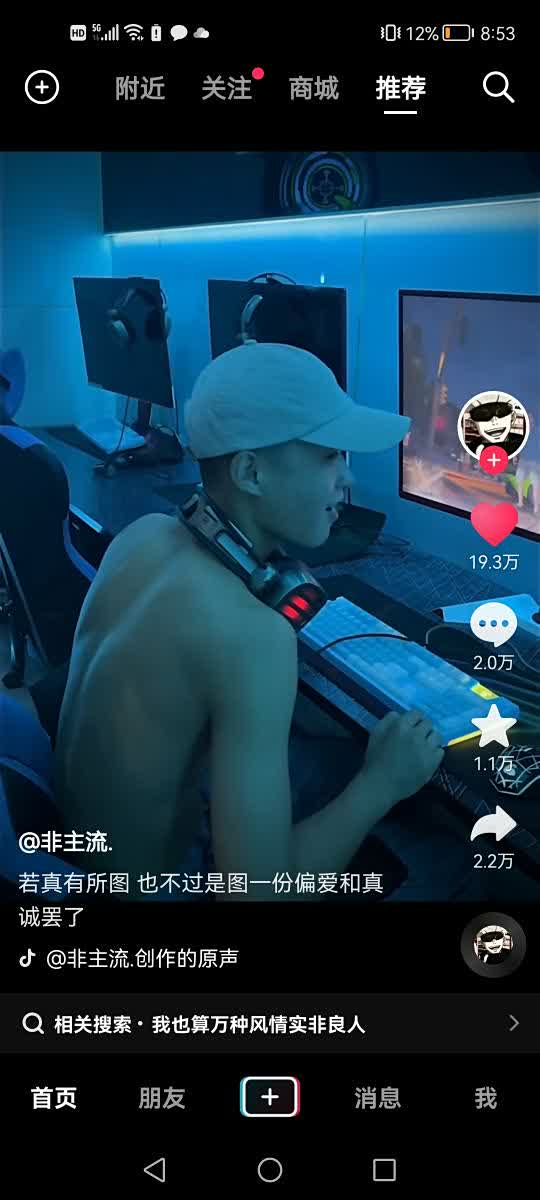 HD 5G 12% 8:53
附近 关注 商城 推荐
19.3万
2.0万
1.1万
@非主流.
2.2万
若真有所图 也不过是图一份偏爱和真
诚罢了
@非主流.创作的原声
相关搜索· 我也算万种风情实非良人
首页 朋友 消息 我